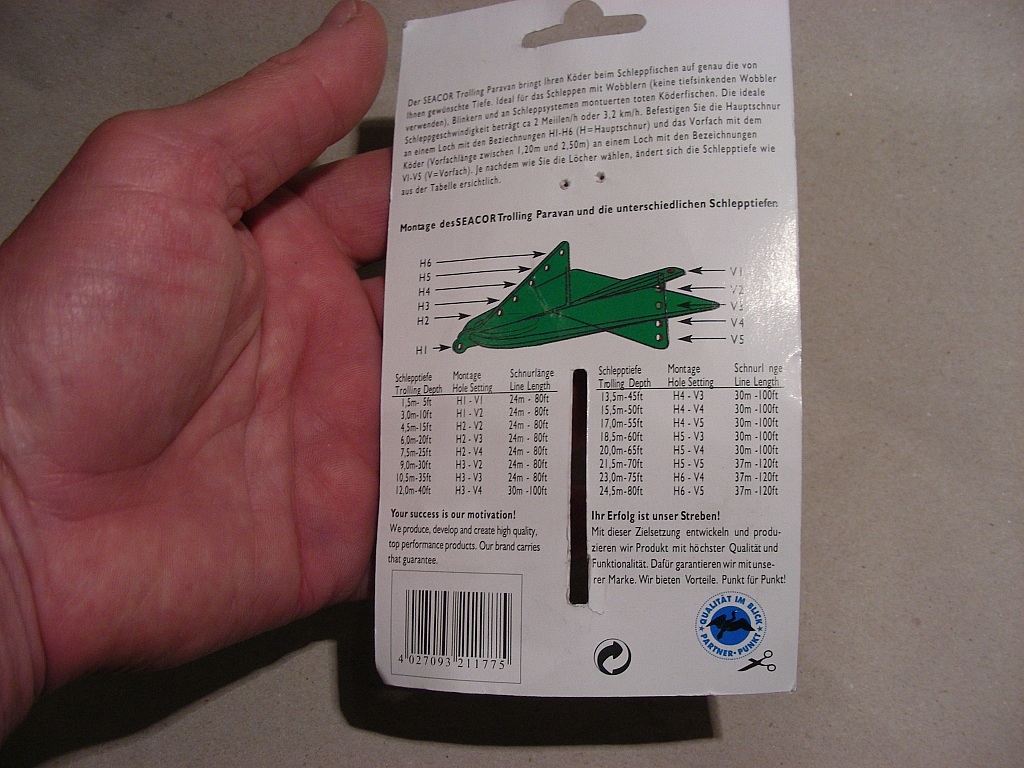 Der SEACOR Trolling Paravan bringt Ihren Köder beim Schleppfischen auf genau die von
Ihnen gewünschte Tiefe. Ideal für das Schleppen mit Wobblern (keine tiefsinkenden Wobbler
verwenden), Blinkern und an Schleppsystemen montuerten toten Köderfischen. Die ideale
Schleppgeschwindigkeit beträgt ca 2 Meiilen/h oder 3,2 km/h. Befestigen Sie die Hauptschnur
an einem Loch mit den Beziechnungen H1-H6 (H=Hauptschnur) und das Vorfach mit dem
Köder (Vorfachlänge zwischen 1,20m und 2,50m) an einem Loch mit den Bezeichnungen
V1-V5 (V=Vorfach). Je nachdem wie Sie die Löcher wählen, ändert sich die Schlepptiefe wie
aus der Tabelle ersichtlich.
Montage des SEACOR Trolling Paravan und die unterschiedlichen Schlepptiefen
H6
H5
H4
H3
H2
H1
V1
V2
V3
V4
V5
Schlepptiefe Montage Schnurlänge
Trolling Depth Hole Setting Line Length
1,5m- 5ft H1 - V1 24m - 80ft
3,0m-10ft H1 - V2 24m - 80ft
4,5m-15ft H2 - V2 24m - 80ft
6,0m-20ft H2 - V3 24m - 80ft
7,5m-25ft H2 - V4 24m - 80ft
9,0m-30ft H3 - V2 24m - 80ft
10,5m-35ft H3 - V3 24m - 80ft
12,0m-40ft H3 - V4 30m -100ft
Schlepptiefe Montage Schnurl nge
Trolling Depth Hole Setting Line Length
13,5m-45ft H4 - V3 30m -100ft
15,5m-50ft H4 - V4 30m -100ft
17,0m-55ft H4 - V5 30m -100ft
18,5m-60ft H5 - V3 30m -100ft
20,0m-65ft H5 - V4 30m -100ft
21,5m-70ft H5 - V5 37m -120ft
23,0m-75ft H6 - V4 37m -120ft
24,5m-80ft H6 - V5 37m -120ft
Your success is our motivation!
We produce, develop and create high quality,
top performance products. Our brand carries
that guarantee.
Ihr Erfolg ist unser Streben!
Mit dieser Zielsetzung entwickeln und produ-
zieren wir Produkt mit höchster Qualität und
Funktionalität. Dafür garantieren wir mit unse-
rer Marke. Wir bieten Vorteile. Punkt für Punkt!
4 027093 211775
QUALITÄT IM BLICK
PARTNER-PUNKT